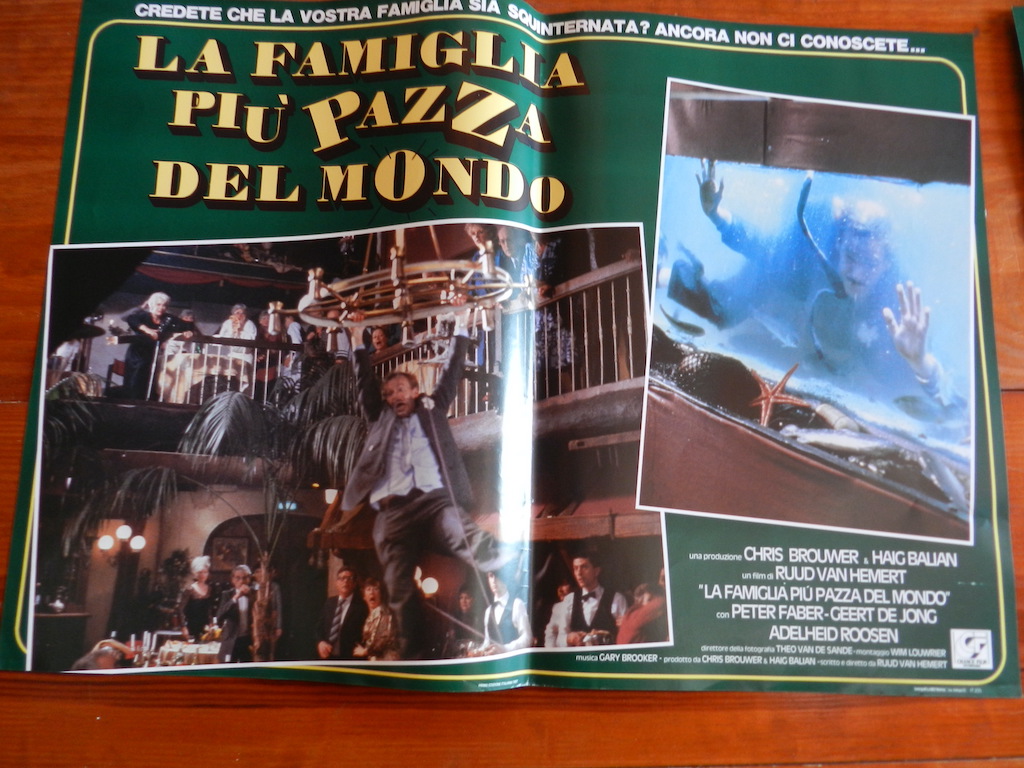 CREDETE CHE LA VOSTRA FAMIGLIA SIA SQUINTERNATA? ANCORA NON CI CONOSCETE...
LA FAMIGLIA
PIU' PAZZA
DEL MONDO
una produzione CHRIS BROUWER & HAIG BALIAN
un film di RUUD VAN HEMERT
"LA FAMIGLIA PIÙ PAZZA DEL MONDO"
con PETER FABER - GEERT DE JONG
ADELHEID ROOSEN
direttore della fotografia THEO VAN DE SANDE - montaggio WIM LOUWRIER
musica GARY BROOKER - prodotto da CHRIS BROUWER & HAIG BALIAN - scritto e diretto da RUUD VAN HEMERT